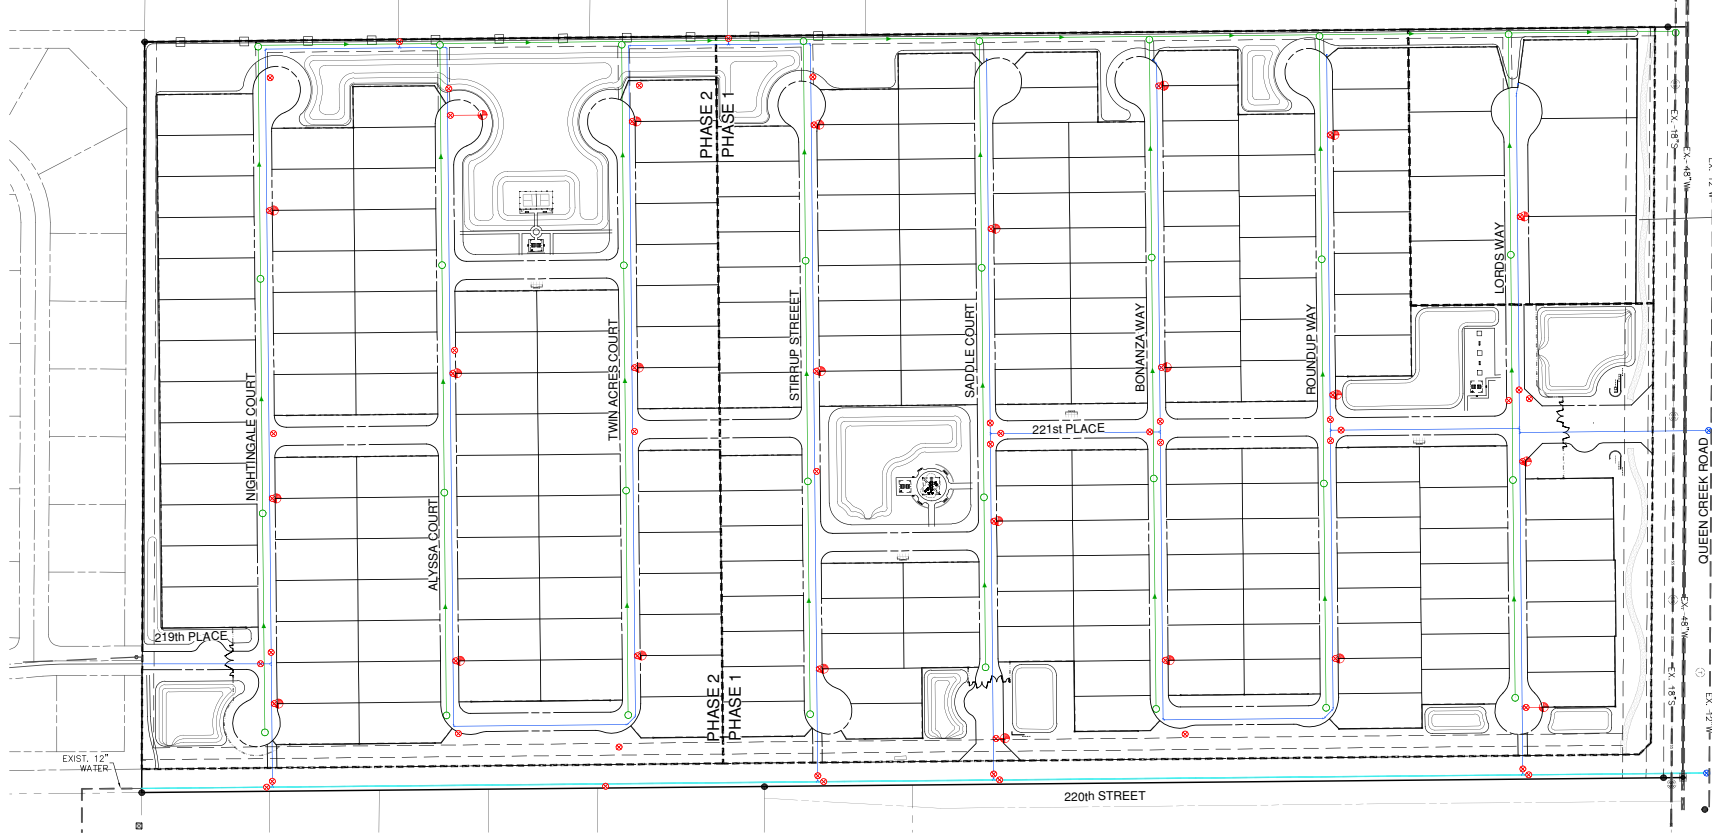 PHASE 2
PHASE 1
EX. 18"S
EX. 48" W
LORDS WAY
STIRRUP STREET
SADDLE COURT
BONANZA WAY
ROUNDUP WAY
TWIN ACRES COURT
NIGHTINGALE COURT
221st PLACE
QUEEN CREEK ROAD
ALYSSA COURT
219th PLACE
EX. 48" W
PHASE 2
PHASE 1
EX. 18"S
EX. 12"W
EXIST. 12"
WATER
220th STREET